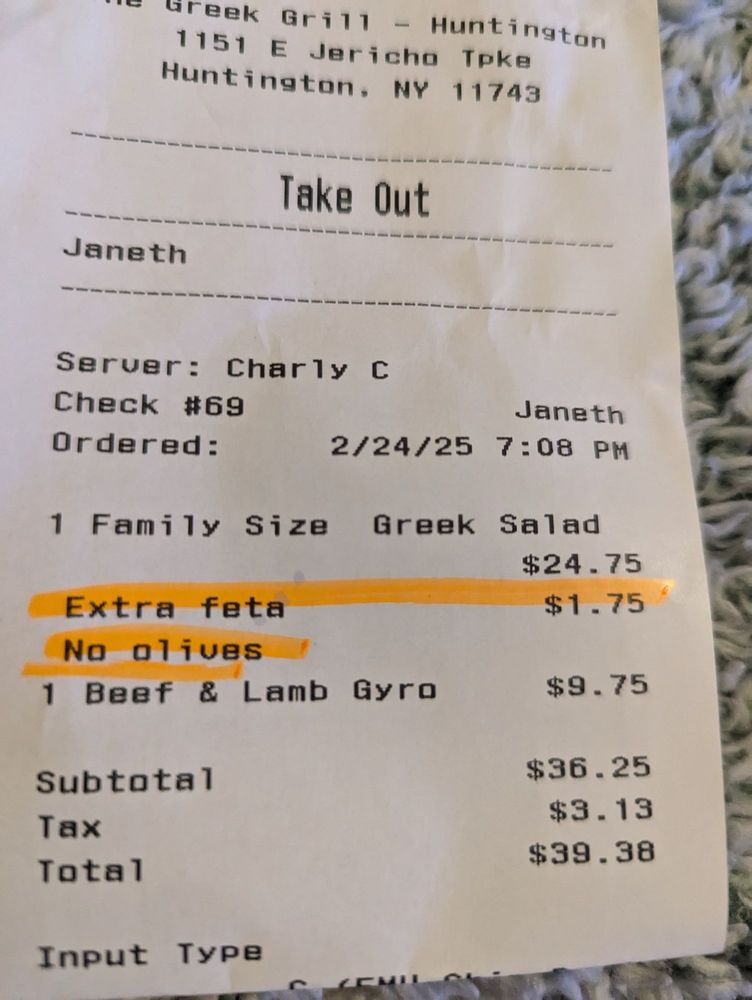 Greek Grill - Huntington
1151 E Jericho Tpke
Huntington, NY 11743
Take Out
Janeth
Server: Charly C
Check #69 Janeth
Ordered: 2/24/25 7:08 PM
1 Family Size Greek Salad
$24.75
Extra feta $1.75
No olives
1 Beef & Lamb Gyro $9.75
Subtotal $36.25
Tax $3.13
Total $39.38
Input Type